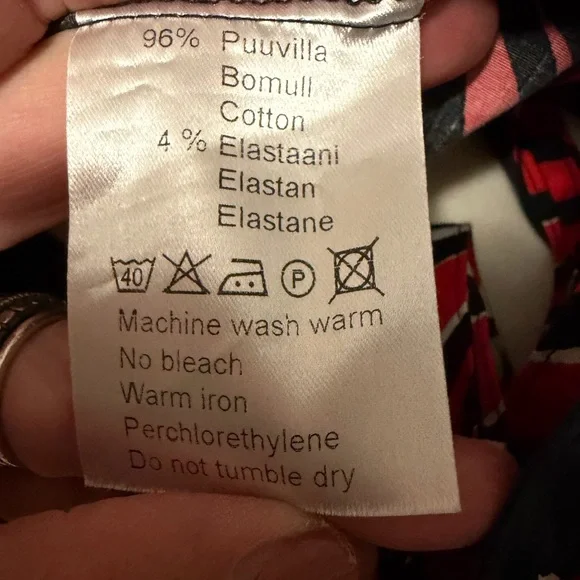 96% Puuvilla
Bomull
Cotton
4 % Elastaani
Elastan
Elastane
40 P
Machine wash warm
No bleach
Warm iron
Perchlorethylene
Do not tumble dry